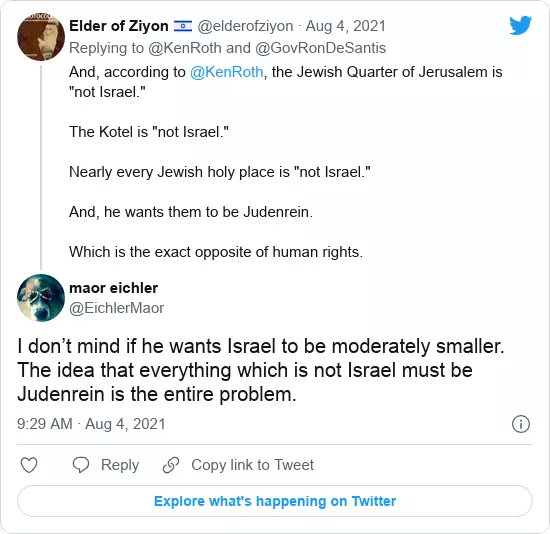 Elder of Ziyon 🇮🇱 @elderofziyon · Aug 4, 2021
Replying to @KenRoth and @GovRonDeSantis
And, according to @KenRoth, the Jewish Quarter of Jerusalem is
"not Israel."
The Kotel is "not Israel."
Nearly every Jewish holy place is "not Israel."
And, he wants them to be Judenrein.
Which is the exact opposite of human rights.
maor eichler
@EichlerMaor
I don’t mind if he wants Israel to be moderately smaller.
The idea that everything which is not Israel must be
Judenrein is the entire problem.
9:29 AM · Aug 4, 2021
Reply
Copy link to Tweet
Explore what's happening on Twitter